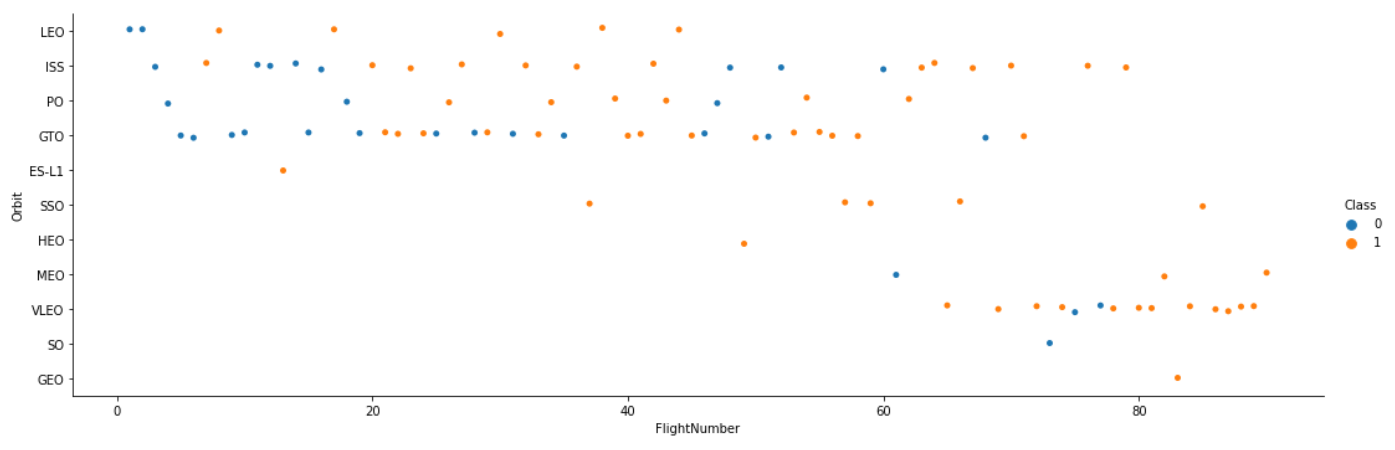 Orbit
LEO
ISS
PO
GTO
ES-L1
SSO
HEO
MEO
VLEO
SO
GEO
0 20 40 60 80
FlightNumber
Class
0
1